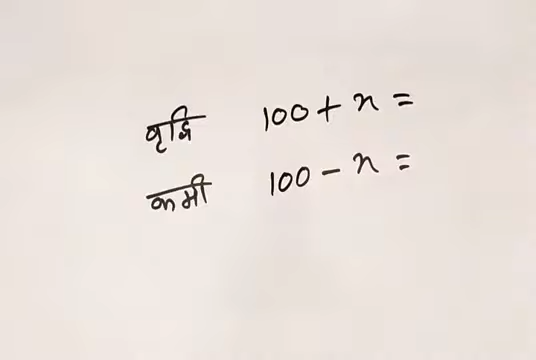 वृद्धि 100 + x =
कमी 100 - x =